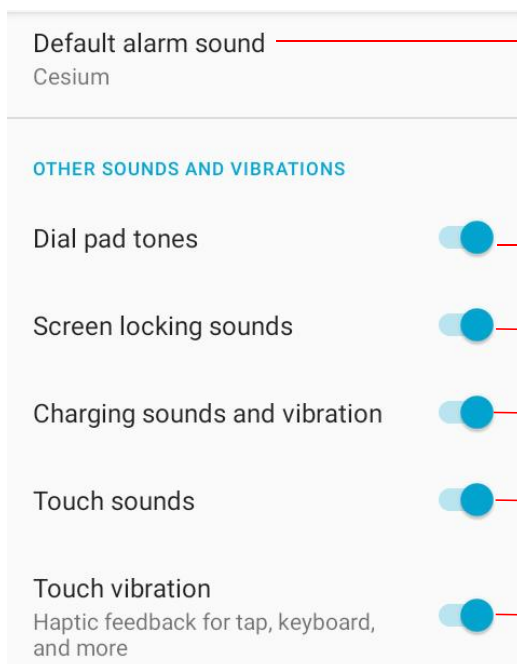 Default alarm sound
Cesium
OTHER SOUNDS AND VIBRATIONS
Dial pad tones
Screen locking sounds
Charging sounds and vibration
Touch sounds
Touch vibration
Haptic feedback for tap, keyboard,
and more